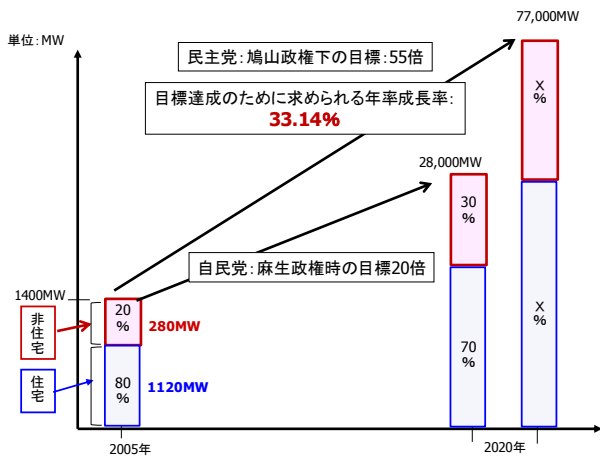 77,000MW
単位：MW
民主党：鳩山政権下の目標：55倍
目標達成のために求められる年率成長率：
33.14%
X
%
28,000MW
30
%
自民党：麻生政権時の目標20倍
1400MW
20
%
280MW
非住宅
X
%
70
%
住宅
80
%
1120MW
2005年
2020年